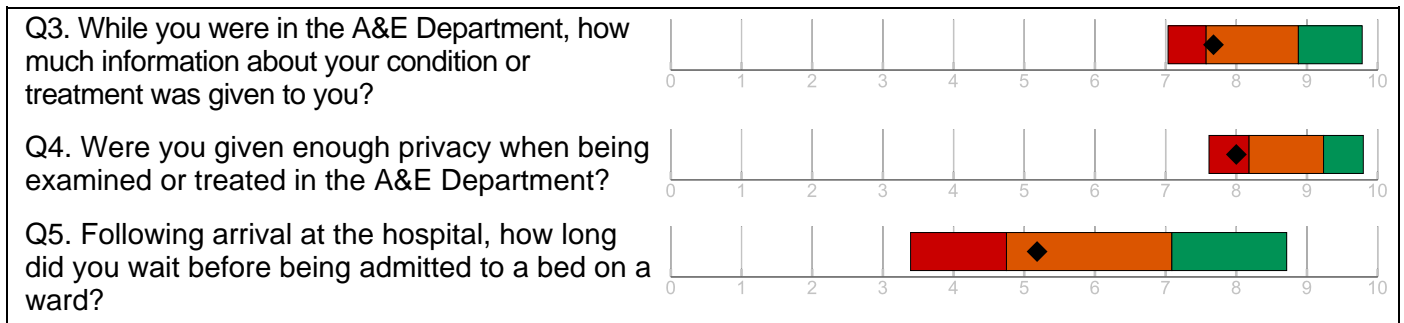 Q3. While you were in the A&E Department, how
much information about your condition or
treatment was given to you?
0 1 2 3 4 5 6 7 8 9 10
Q4. Were you given enough privacy when being
examined or treated in the A&E Department?
0 1 2 3 4 5 6 7 8 9 10
Q5. Following arrival at the hospital, how long
did you wait before being admitted to a bed on a
ward?
0 1 2 3 4 5 6 7 8 9 10